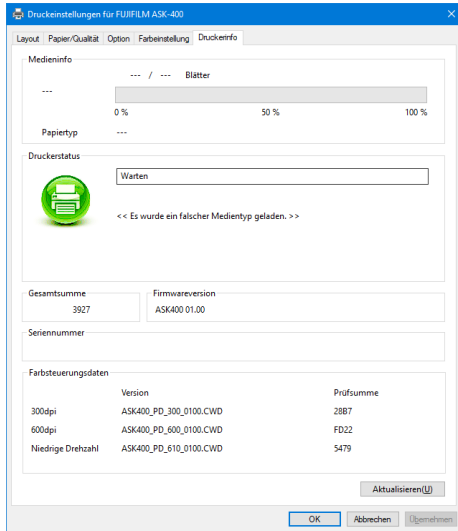 Druckeinstellungen für FUJIFILM ASK-400
Layout Papier/Qualität Option Farbeinstellung Druckerinfo
Medieninfo
--- / --- Blätter
---
0 % 50 % 100 %
Papiertyp ---
Druckerstatus
Warten
<< Es wurde ein falscher Medientyp geladen. >>
Gesamtsumme Firmwareversion
3927 ASK400 01.00
Seriennummer
Farbsteuerungsdaten
Version Prüfsumme
300dpi ASK400_PD_300_0100.CWD 28B7
600dpi ASK400_PD_600_0100.CWD FD22
Niedrige Drehzahl ASK400_PD_610_0100.CWD 5479
Aktualisieren(U)
OK Abbrechen Übernehmen